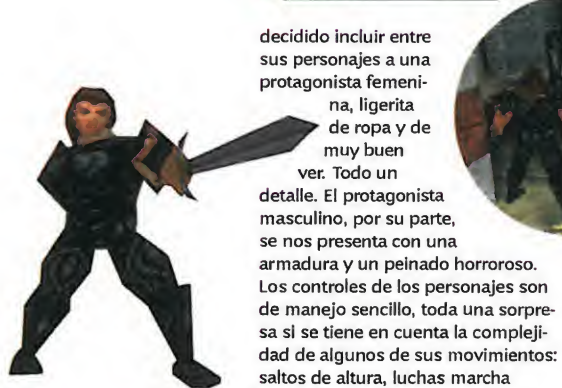 decidido incluir entre
sus personajes a una
protagonista femeni-
na, ligerita
de ropa y de
muy buen
ver. Todo un
detalle. El protagonista
masculino, por su parte,
se nos presenta con una
armadura y un peinado horroroso.
Los controles de los personajes son
de manejo sencillo, toda una sorpre-
sa si se tiene en cuenta la compleji-
dad de algunos de sus movimientos:
saltos de altura, luchas marcha